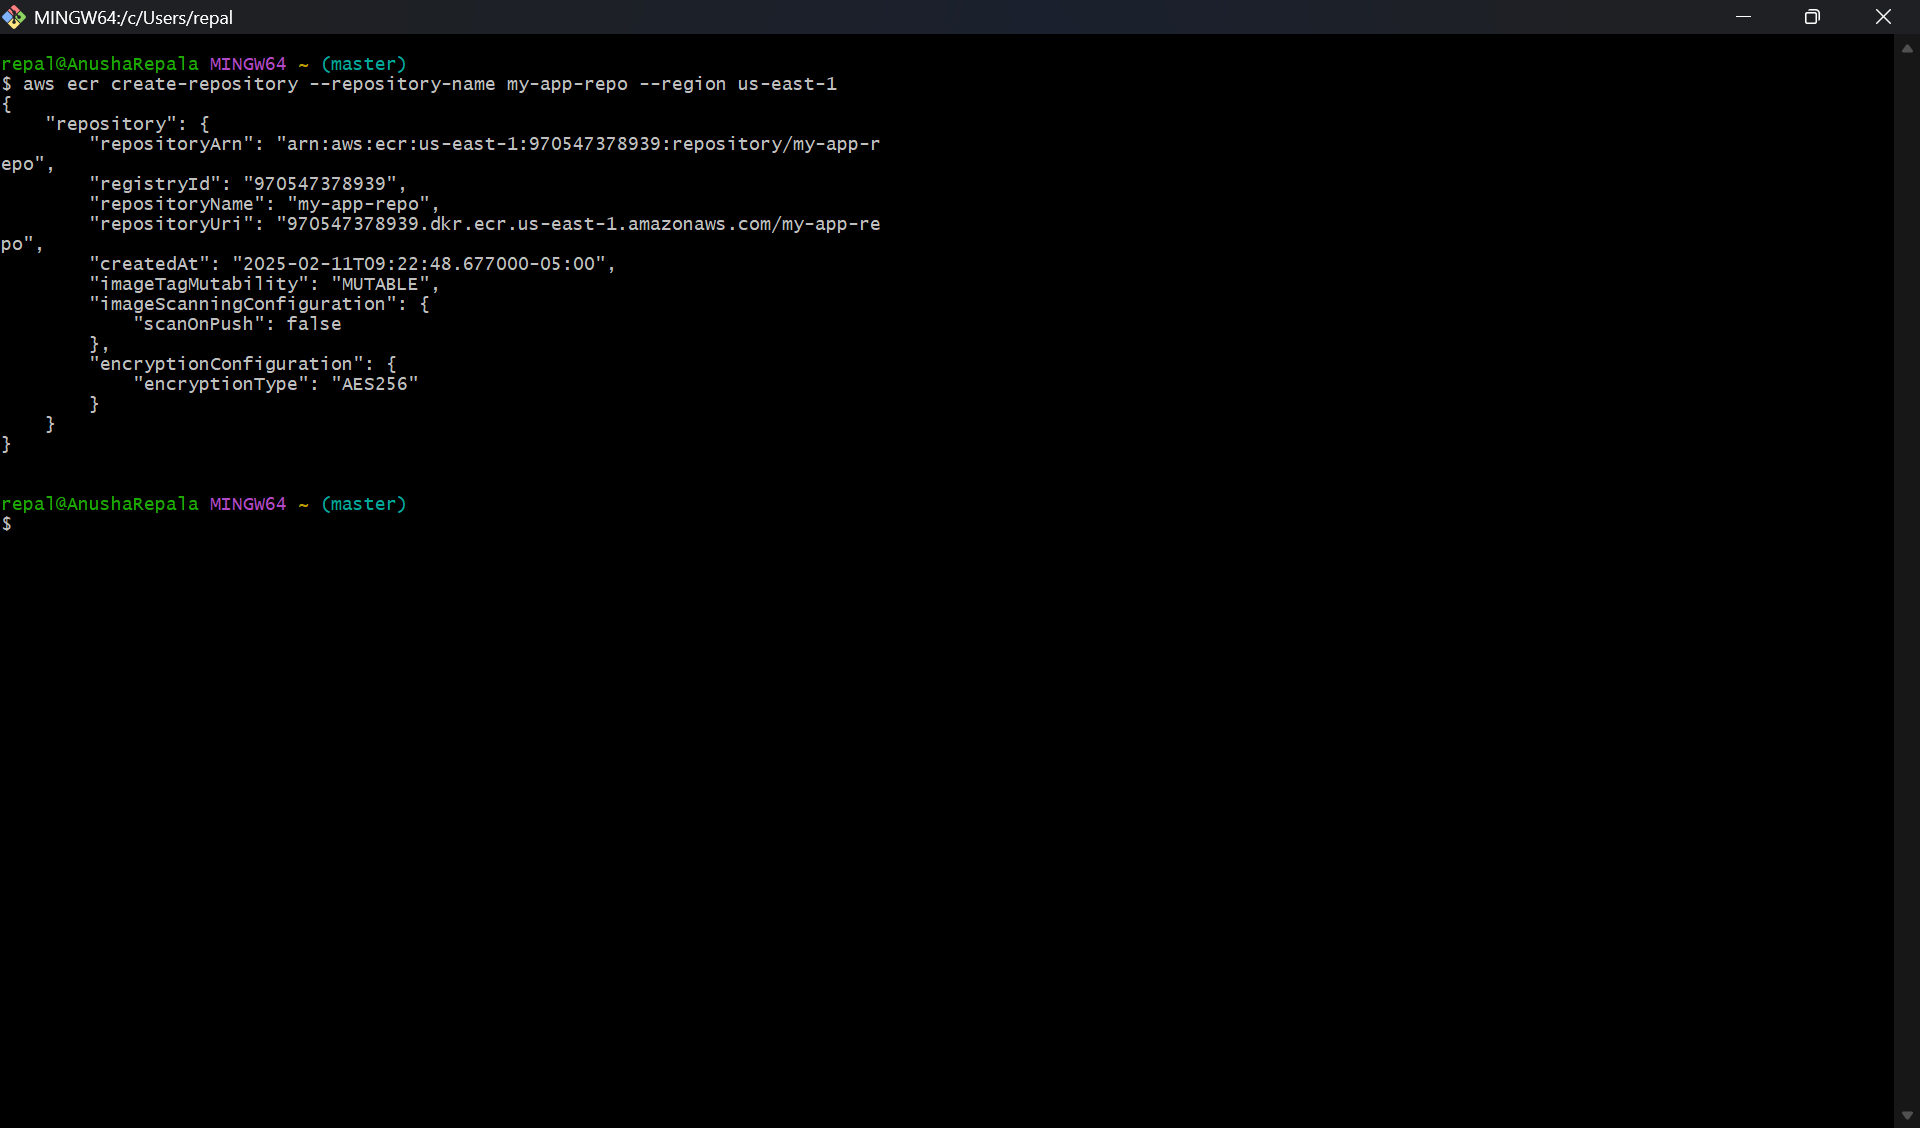 MINGW64:/c/Users/repal
repal@AnushaRepala MINGW64 ~ (master)
$ aws ecr create-repository --repository-name my-app-repo --region us-east-1
{
    "repository": {
        "repositoryArn": "arn:aws:ecr:us-east-1:970547378939:repository/my-app-r
epo",
        "registryId": "970547378939",
        "repositoryName": "my-app-repo",
        "repositoryUri": "970547378939.dkr.ecr.us-east-1.amazonaws.com/my-app-re
po",
        "createdAt": "2025-02-11T09:22:48.677000-05:00",
        "imageTagMutability": "MUTABLE",
        "imageScanningConfiguration": {
            "scanOnPush": false
        },
        "encryptionConfiguration": {
            "encryptionType": "AES256"
        }
    }
}
repal@AnushaRepala MINGW64 ~ (master)
$